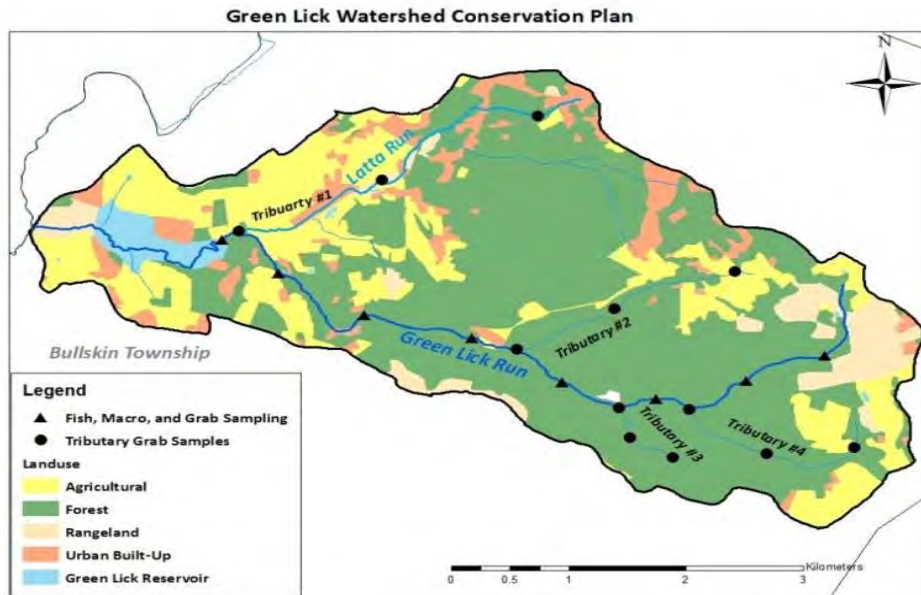 Green Lick Watershed Conservation Plan
N
Latta Run
Tribuarty #1
Tributary #2
Green Lick Run
Bullskin Township
Tributary #3
Tributary #4
Legend
Fish, Macro, and Grab Sampling
Tributary Grab Samples
Landuse
Agricultural
Forest
Rangeland
Urban Built-Up
Green Lick Reservoir
Kilometers
0 0.5 1 2 3